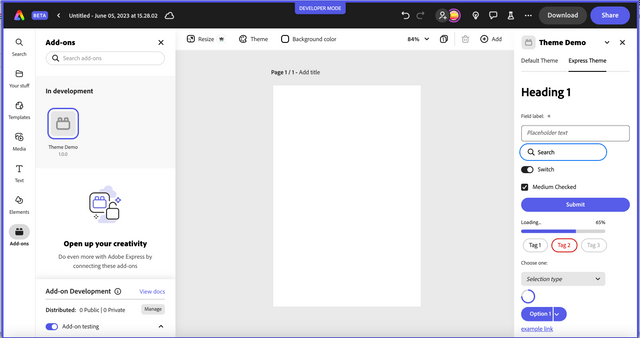 DEVELOPER MODE
BETA
Untitled - June 05, 2023 at 15.28.02
Download
Share
Search
Your stuff
Templates
Media
Text
Elements
Add-ons
Add-ons
Search add-ons
In development
Theme Demo
1.0.0
Open up your creativity
Do even more with Adobe Express by
connecting these add-ons
Add-on Development
View docs
Distributed: 0 Public | 0 Private
Manage
Add-on testing
Resize
Theme
Background color
84%
Add
Page 1 / 1 - Add title
Theme Demo
Default Theme
Express Theme
Heading 1
Field label: *
Placeholder text
Search
Switch
Medium Checked
Submit
Loading...
65%
Tag 1
Tag 2
Tag 3
Choose one:
Selection type
Option 1
example link